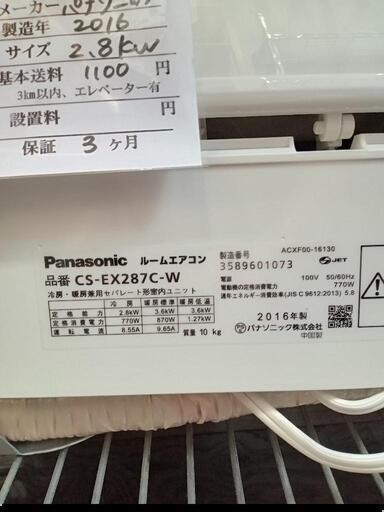 メーカー パナソニック
製造年 2016
サイズ 2.8kw
基本送料 1100 円
3km以内、エレベーター有
設置料 円
保証 3ヶ月
ACXF00-16130
Panasonic ルームエアコン
製造番号
3589601073
JET
品番 CS-EX287C-W
電源 100V 50/60Hz
電動機の定格消費電力 770W
冷房・暖房兼用セパレート形室内ユニット
通年エネルギー消費効率(JIS C 9612:2013) 5.8
冷房 暖房標準 暖房低温
定格能力 2.8kW 3.6kW 3.6kW
定格消費電力 770W 870W 1.27kW
運転電流 8.55A 9.65A
質量 10 kg
2016年製
パナソニック株式会社
中国製